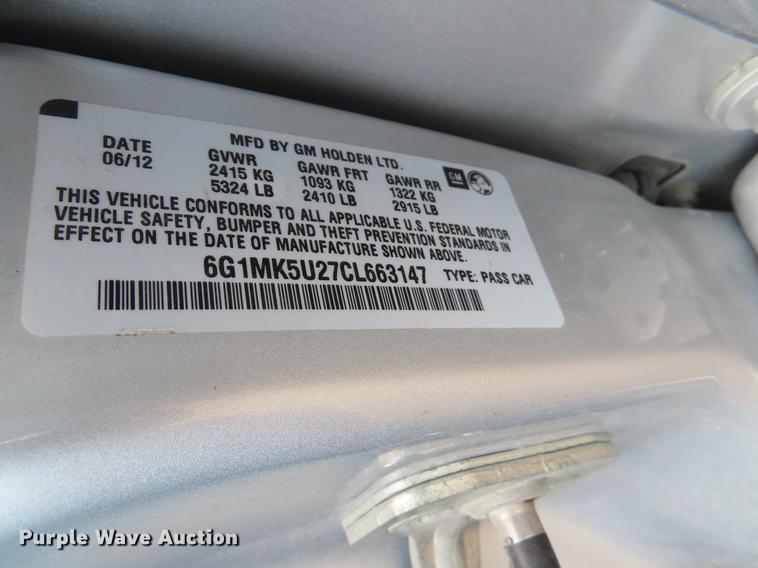 MFD BY GM HOLDEN LTD.
DATE GVWR GAWR FRT GAWR RR GM
06/12 2415 KG 1093 KG 1322 KG
5324 LB 2410 LB 2915 LB
THIS VEHICLE CONFORMS TO ALL APPLICABLE U.S. FEDERAL MOTOR
VEHICLE SAFETY, BUMPER AND THEFT PREVENTION STANDARDS IN
EFFECT ON THE DATE OF MANUFACTURE SHOWN ABOVE.
6G1MK5U27CL663147 TYPE: PASS CAR
Purple Wave Auction